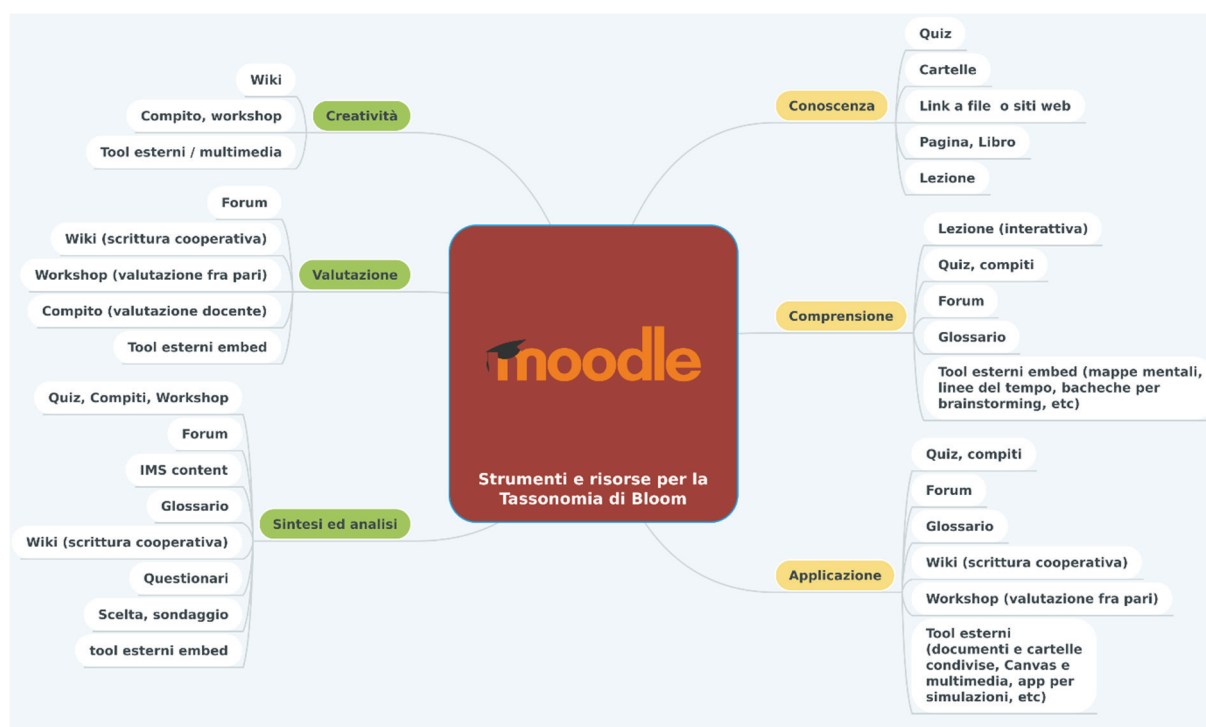 moodle
Strumenti e risorse per la
Tassonomia di Bloom
Conoscenza
Quiz
Cartelle
Link a file  o siti web
Pagina, Libro
Lezione
Comprensione
Lezione (interattiva)
Quiz, compiti
Forum
Glossario
Tool esterni embed (mappe mentali,
linee del tempo, bacheche per
brainstorming, etc)
Applicazione
Quiz, compiti
Forum
Glossario
Wiki (scrittura cooperativa)
Workshop (valutazione fra pari)
Tool esterni
(documenti e cartelle
condivise, Canvas e
multimedia, app per
simulazioni, etc)
Creatività
Wiki
Compito, workshop
Tool esterni / multimedia
Valutazione
Forum
Wiki (scrittura cooperativa)
Workshop (valutazione fra pari)
Compito (valutazione docente)
Tool esterni embed
Sintesi ed analisi
Quiz, Compiti, Workshop
Forum
IMS content
Glossario
Wiki (scrittura cooperativa)
Questionari
Scelta, sondaggio
tool esterni embed